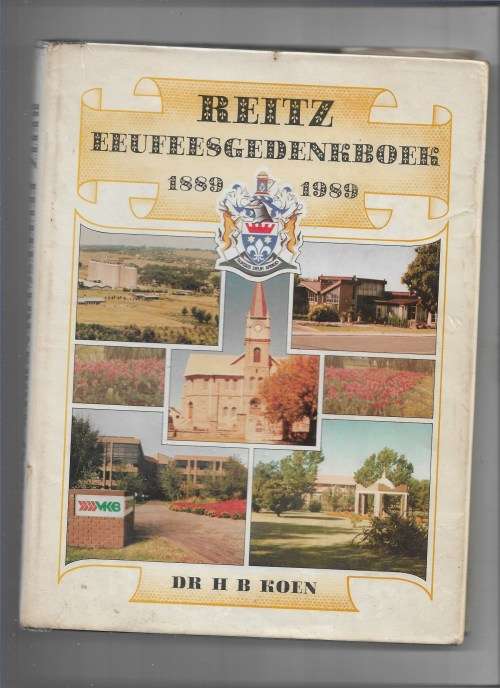 REITZ
EEUFEESGEDENKBOEK
1889 1989
VKB
DR H B KOEN